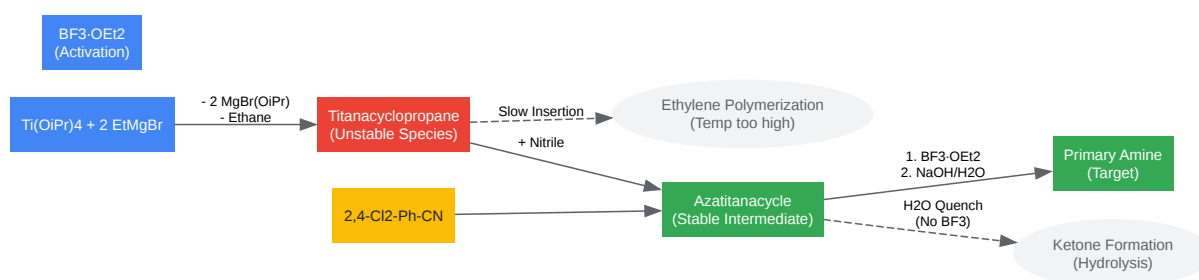 BF3·OEt2
(Activation)
Ti(OiPr)4 + 2 EtMgBr
- 2 MgBr(OiPr)
- Ethane
Titanacyclopropane
(Unstable Species)
Slow Insertion
Ethylene Polymerization
(Temp too high)
+ Nitrile
2,4-Cl2-Ph-CN
Azatitanacycle
(Stable Intermediate)
1. BF3·OEt2
2. NaOH/H2O
Primary Amine
(Target)
H2O Quench
(No BF3)
Ketone Formation
(Hydrolysis)